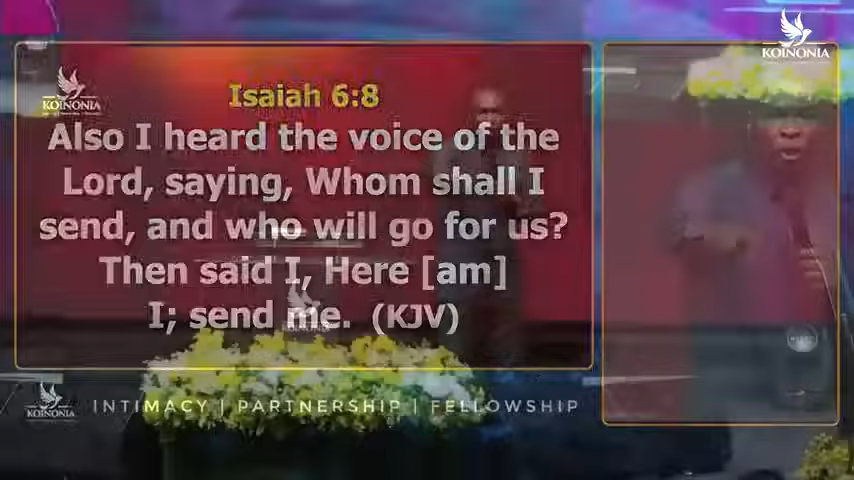 KOINONIA
KOINONIA
Isaiah 6:8
Also I heard the voice of the
Lord, saying, Whom shall I
send, and who will go for us?
Then said I, Here [am]
I; send me. (KJV)
KOINONIA
INTIMACY | PARTNERSHIP | FELLOWSHIP